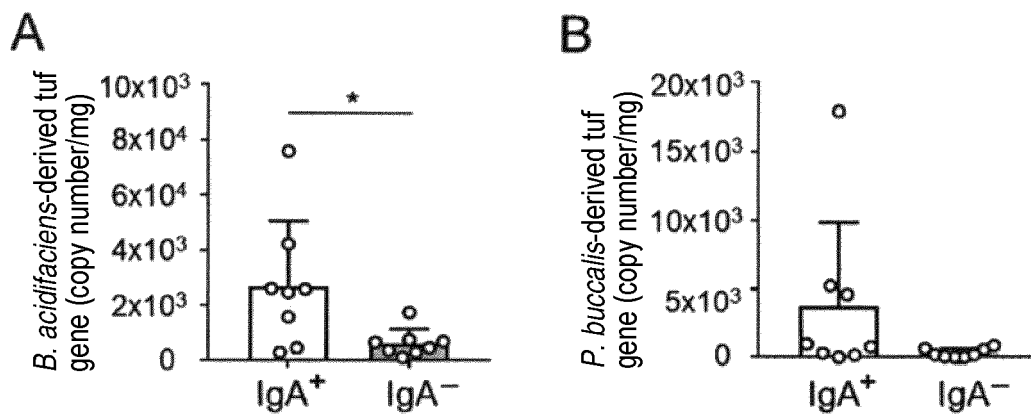 A
B. acidifaciens-derived tuf
gene (copy number/mg)
10x10³
8x10⁴
6x10⁴
4x10³
2x10³
0
*
IgA⁺
IgA⁻
B
P. buccalis-derived tuf
gene (copy number/mg)
20x10³
15x10³
10x10³
5x10³
0
IgA⁺
IgA⁻